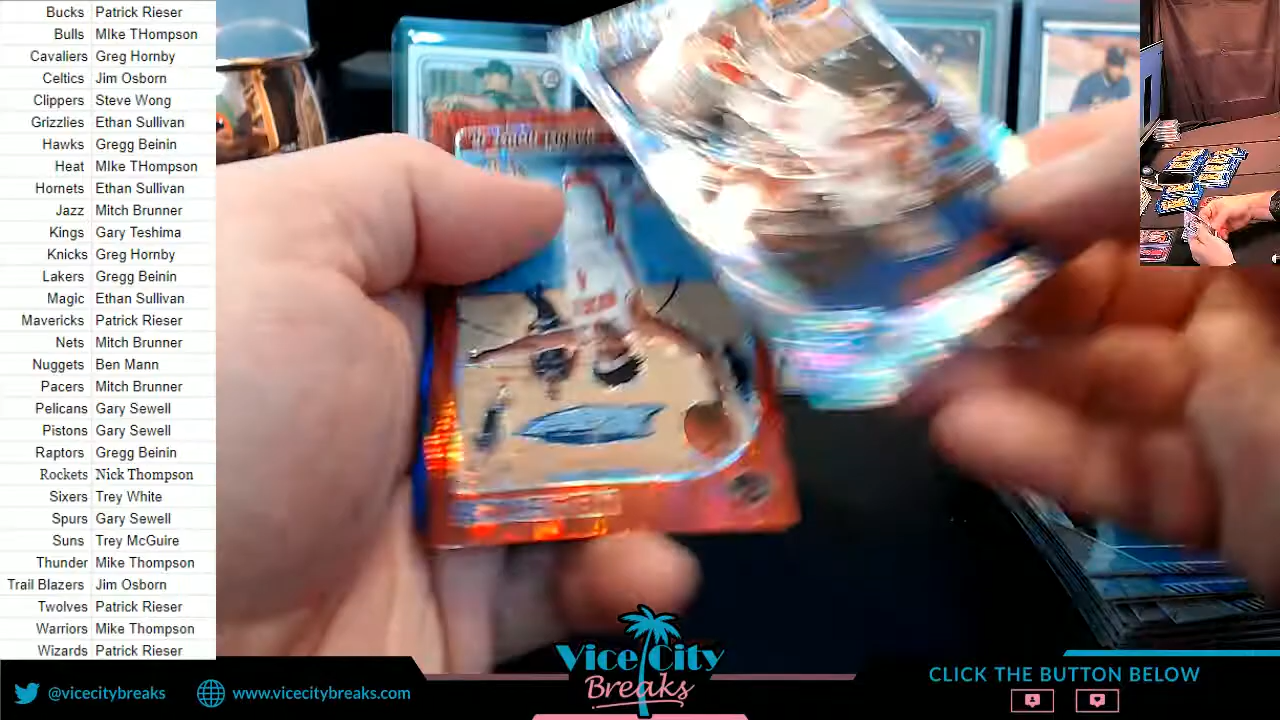 Bucks Patrick Rieser
Bulls MIke THompson
Cavaliers Greg Hornby
Celtics Jim Osborn
Clippers Steve Wong
Grizzlies Ethan Sullivan
Hawks Gregg Beinin
Heat MIke THompson
Hornets Ethan Sullivan
Jazz Mitch Brunner
Kings Gary Teshima
Knicks Greg Hornby
Lakers Gregg Beinin
Magic Ethan Sullivan
Mavericks Patrick Rieser
Nets Mitch Brunner
Nuggets Ben Mann
Pacers Mitch Brunner
Pelicans Gary Sewell
Pistons Gary Sewell
Raptors Gregg Beinin
Rockets Nick Thompson
Sixers Trey White
Spurs Gary Sewell
Suns Trey McGuire
Thunder Mike Thompson
Trail Blazers Jim Osborn
Twolves Patrick Rieser
Warriors Mike Thompson
Wizards Patrick Rieser
@vicecitybreaks
www.vicecitybreaks.com
Vice City
Breaks
CLICK THE BUTTON BELOW